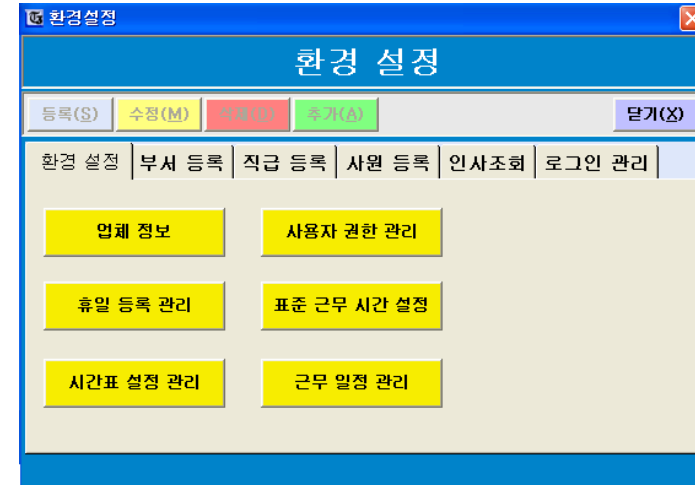 환경설정
환경 설정
등록(S) 수정(M) 삭제(D) 추가(A) 닫기(X)
환경 설정 부서 등록 직급 등록 사원 등록 인사조회 로그인 관리
업체 정보 사용자 권한 관리
휴일 등록 관리 표준 근무 시간 설정
시간표 설정 관리 근무 일정 관리